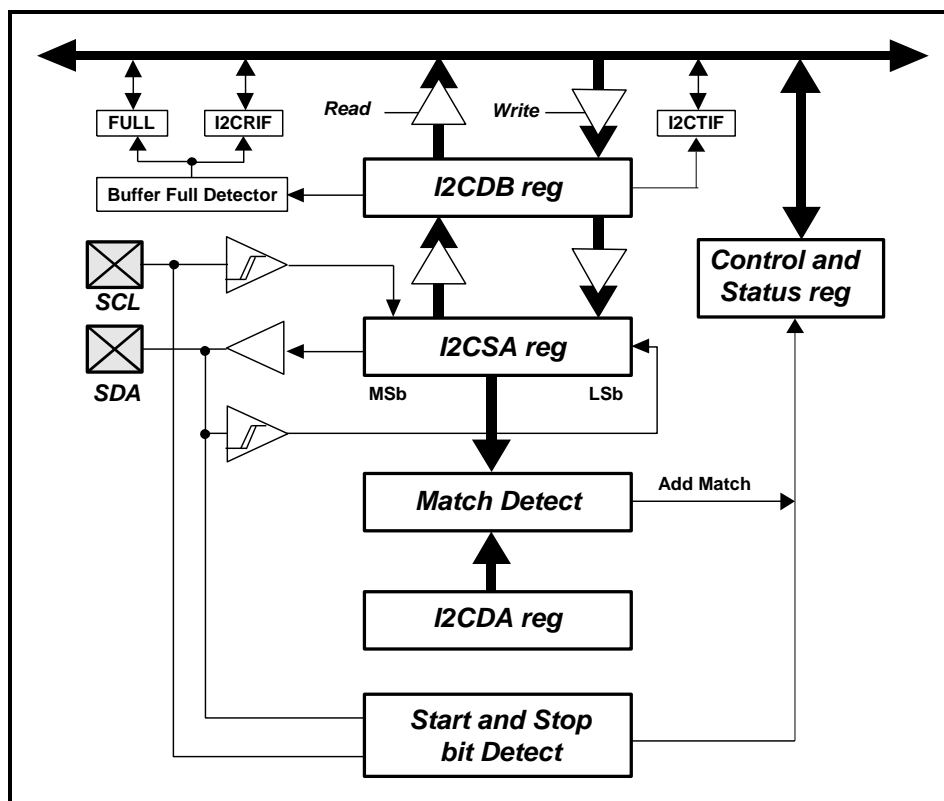 Read
Write
FULL
I2CRIF
I2CTIF
Buffer Full Detector
I2CDB reg
Control and
Status reg
SCL
I2CSA reg
SDA
MSb
LSb
Match Detect
Add Match
I2CDA reg
Start and Stop
bit Detect